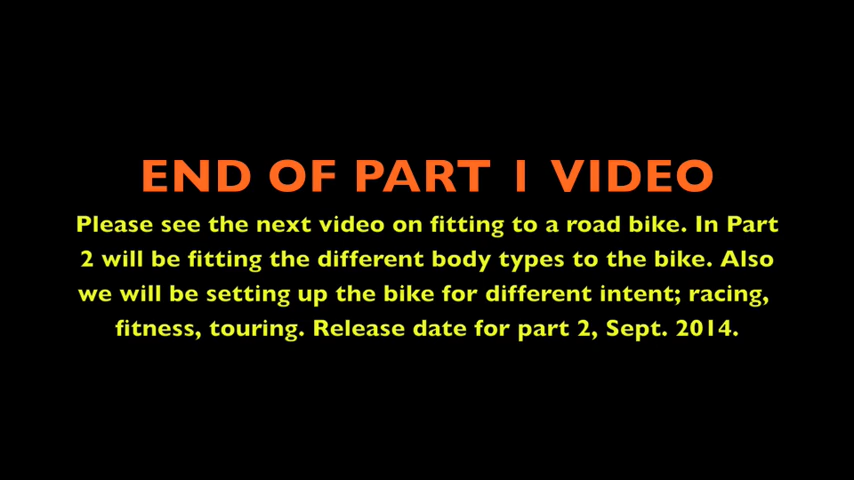 END OF PART 1 VIDEO
Please see the next video on fitting to a road bike. In Part
2 will be fitting the different body types to the bike. Also
we will be setting up the bike for different intent; racing,
fitness, touring. Release date for part 2, Sept. 2014.